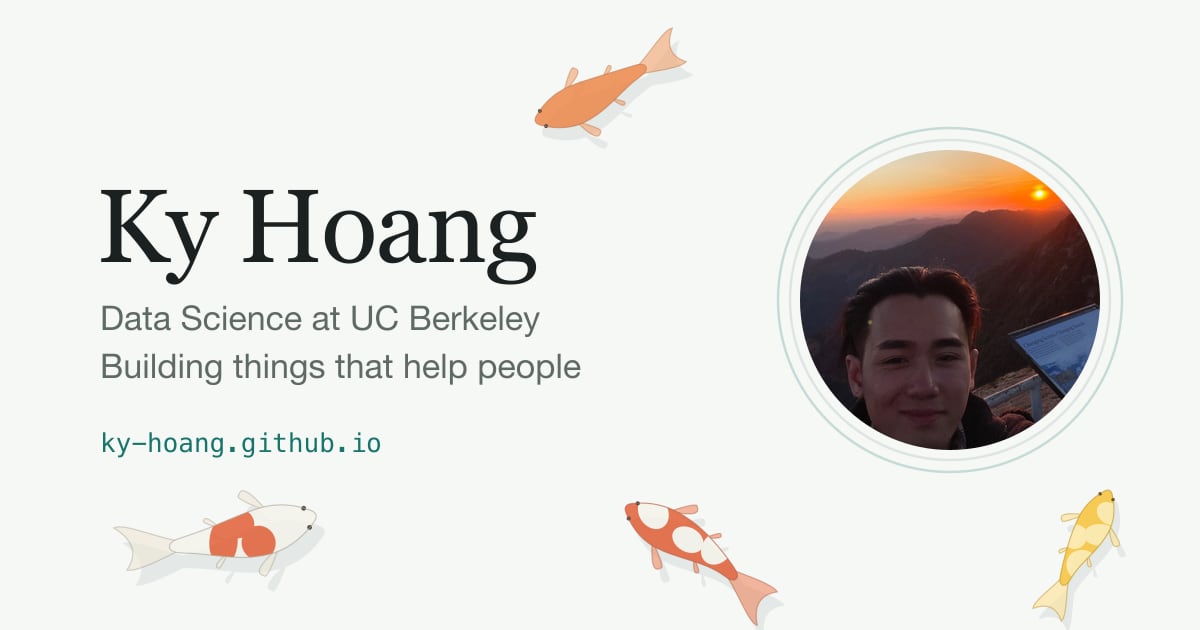 Ky Hoang
Data Science at UC Berkeley
Building things that help people
ky-hoang.github.io